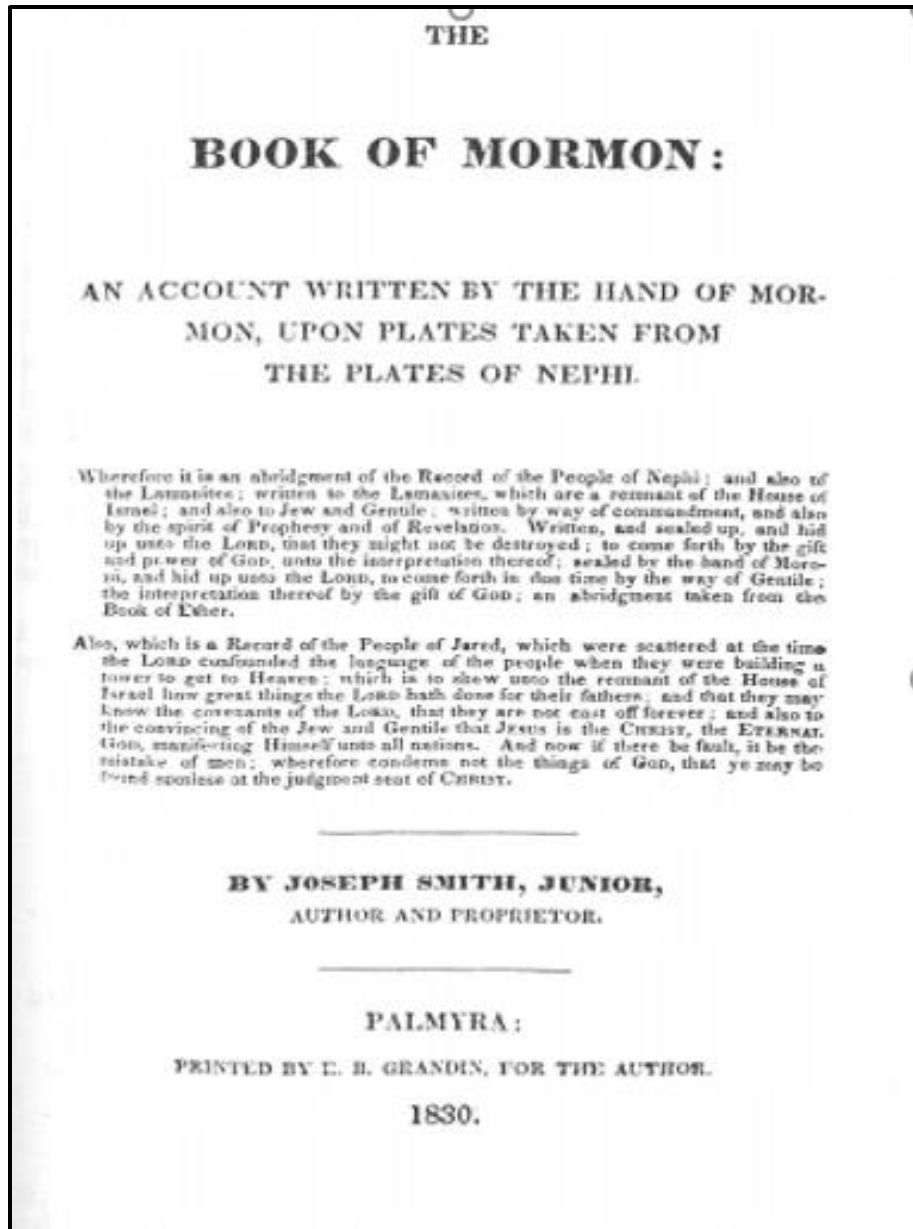 THE
BOOK OF MORMON:
AN ACCOUNT WRITTEN BY THE HAND OF MOR-
MON, UPON PLATES TAKEN FROM
THE PLATES OF NEPHI.
Wherefore it is an abridgment of the Record of the People of Nephi; and also of
the Lamanites; written to the Lamanites, which are a remnant of the House of
Israel; and also to Jew and Gentile; written by way of commandment, and also
by the spirit of Prophesy and of Revelation. Written, and sealed up, and hid
up unto the LORD, that they might not be destroyed; to come forth by the gift
and power of GOD, unto the interpretation thereof; sealed by the hand of Moro-
ni, and hid up unto the LORD, to come forth in due time by the way of Gentile;
the interpretation thereof by the gift of GOD; an abridgment taken from the
Book of Ether.
Also, which is a Record of the People of Jared, which were scattered at the time
the LORD confounded the language of the people when they were building a
tower to get to Heaven; which is to shew unto the remnant of the House of
Israel how great things the LORD hath done for their fathers; and that they may
know the covenants of the LORD, that they are not cast off forever; and also to
the convincing of the Jew and Gentile that JESUS is the CHRIST, the ETERNAL
GOD, manifesting Himself unto all nations. And now if there be fault, it be the
mistake of men; wherefore condemn not the things of GOD, that ye may be
found spotless at the judgment seat of CHRIST.
BY JOSEPH SMITH, JUNIOR,
AUTHOR AND PROPRIETOR.
PALMYRA:
PRINTED BY E. B. GRANDIN, FOR THE AUTHOR.
1830.